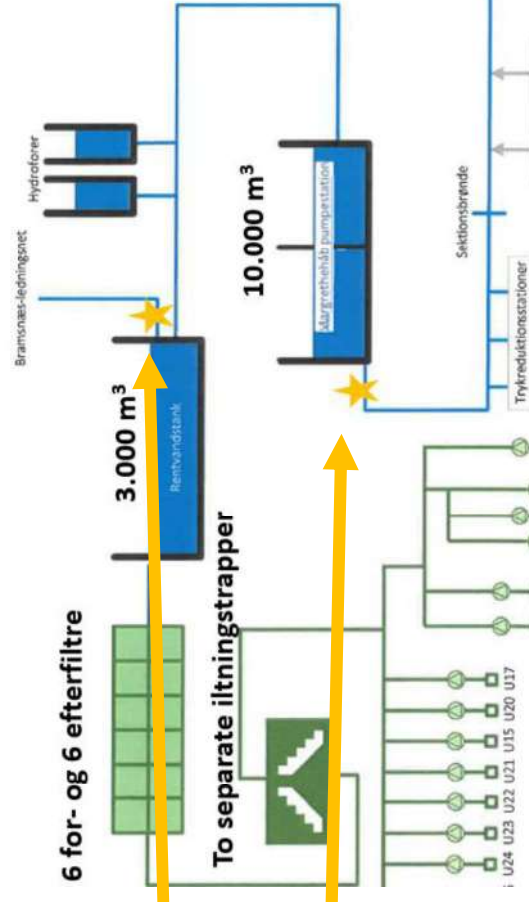 Bramsnæs-ledningsnet
Hydroforer
3.000 m³
Rentvandstank
6 for- og 6 efterfiltre
10.000 m³
Margrethehåb pumpestation
To separate iltningstrapper
Sektionsbrønde
Trykreduktionsstationer
U24 U23 U22 U21 U15 U20 U17